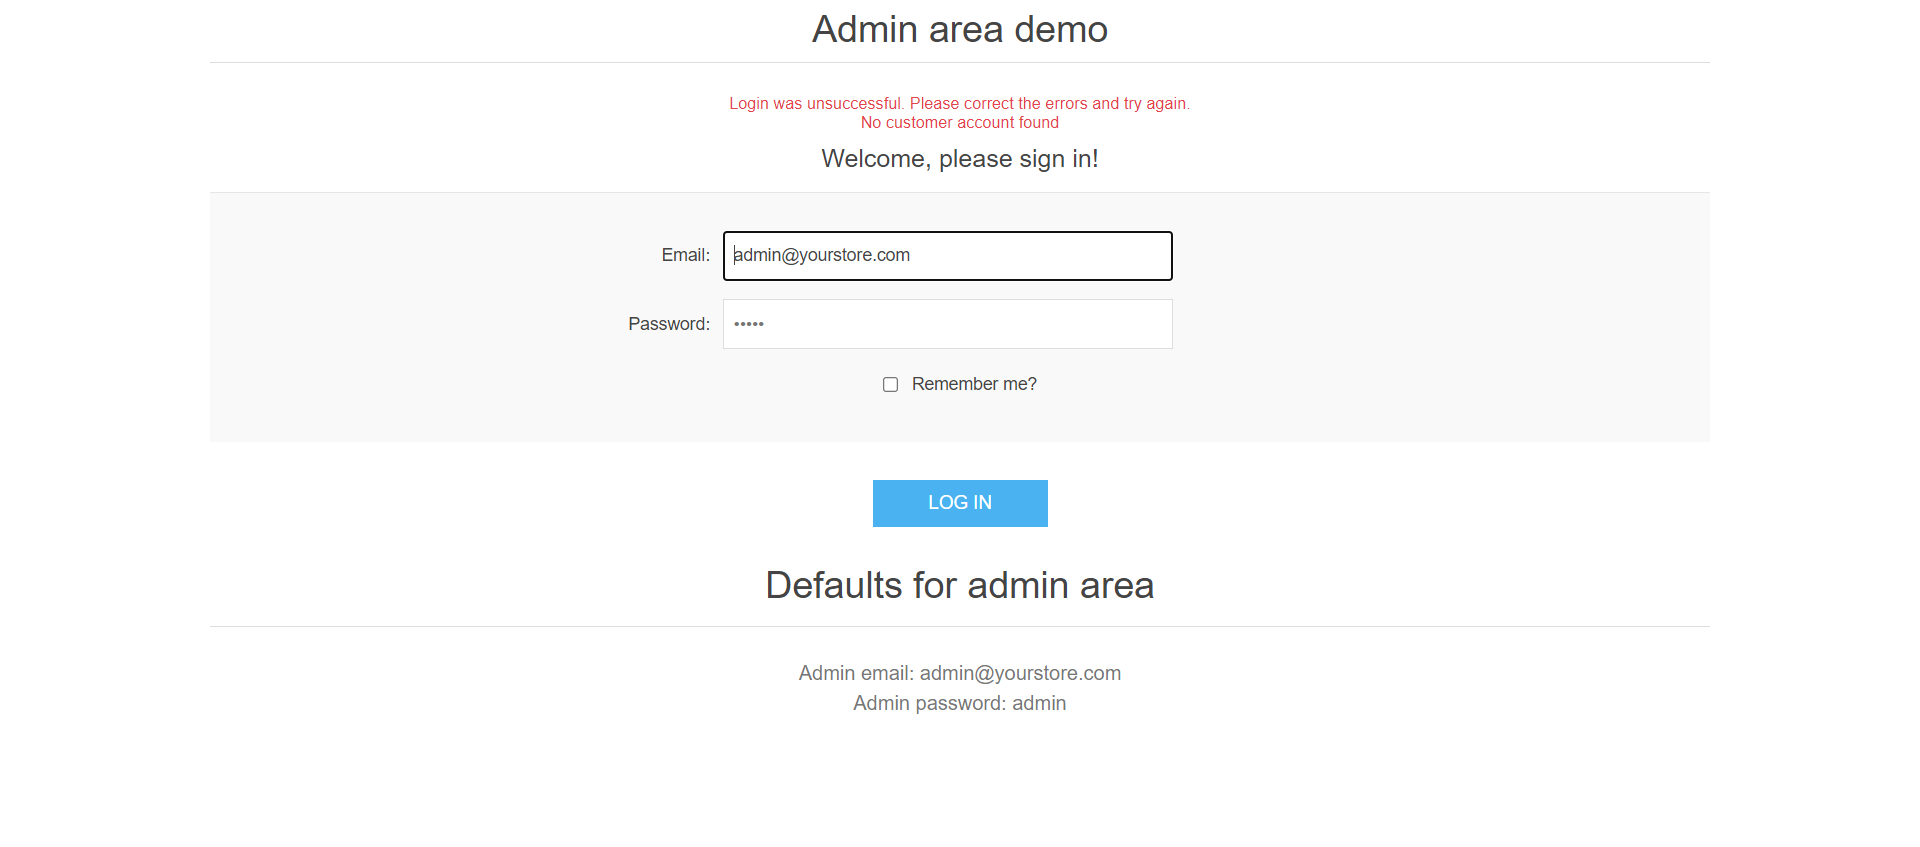 Admin area demo
Login was unsuccessful. Please correct the errors and try again.
No customer account found
Welcome, please sign in!
Email: admin@yourstore.com
Password: •••••
Remember me?
LOG IN
Defaults for admin area
Admin email: admin@yourstore.com
Admin password: admin